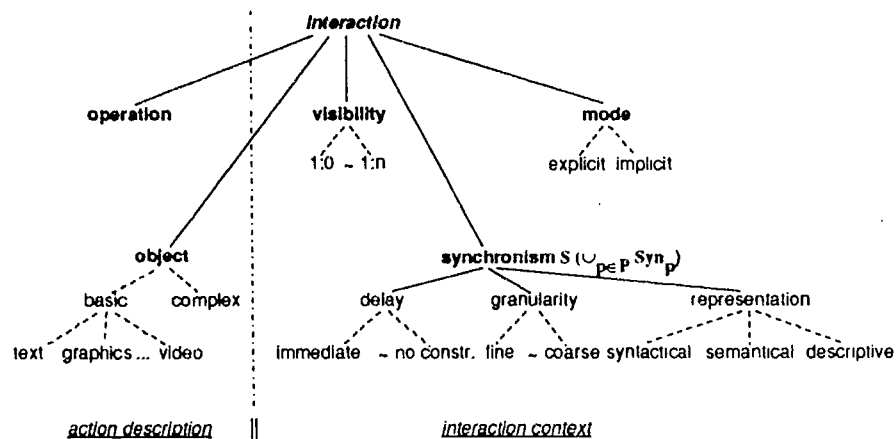 Interaction
operation visibility mode
1:0 ~ 1:n explicit implicit
object synchronism S (∪p∈P Synp)
basic complex delay granularity representation
text graphics ... video immediate ~ no constr. fine ~ coarse syntactical semantical descriptive
action description || interaction context